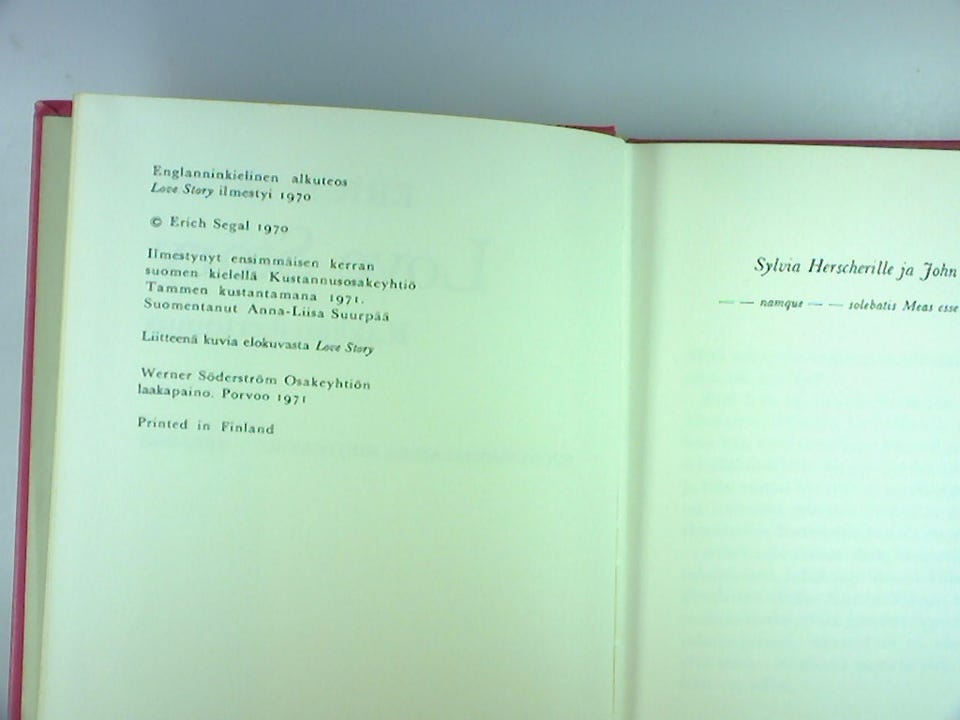 Englanninkielinen alkuteos
Love Story ilmestyi 1970
© Erich Segal 1970
Ilmestynyt ensimmäisen kerran
suomen kielellä Kustannusosakeyhtiö
Tammen kustantamana 1971.
Suomentanut Anna-Liisa Suurpää
Liitteenä kuvia elokuvasta Love Story
Werner Söderström Osakeyhtiön
laakapaino. Porvoo 1971
Printed in Finland
Sylvia Herscherille ja John
— — namque — — solebatis Meas esse